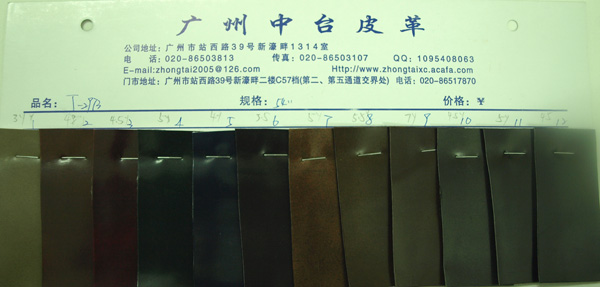 广州中台皮革
公司地址: 广州市站西路39号新濠畔1314室
电话: 020-86503813 传真: 020-86503107 QQ: 1095408063
E-mail:zhongtai2005@126.com Http://www.zhongtaixc.acafa.com
门市地址: 广州市站西路39号新濠畔二楼C57档(第二、第五通道交界处) 电话: 020-86517870
品名: 规格: 54" 价格: ¥
1 2 3 4 5 6 7 8 9 10 11 12